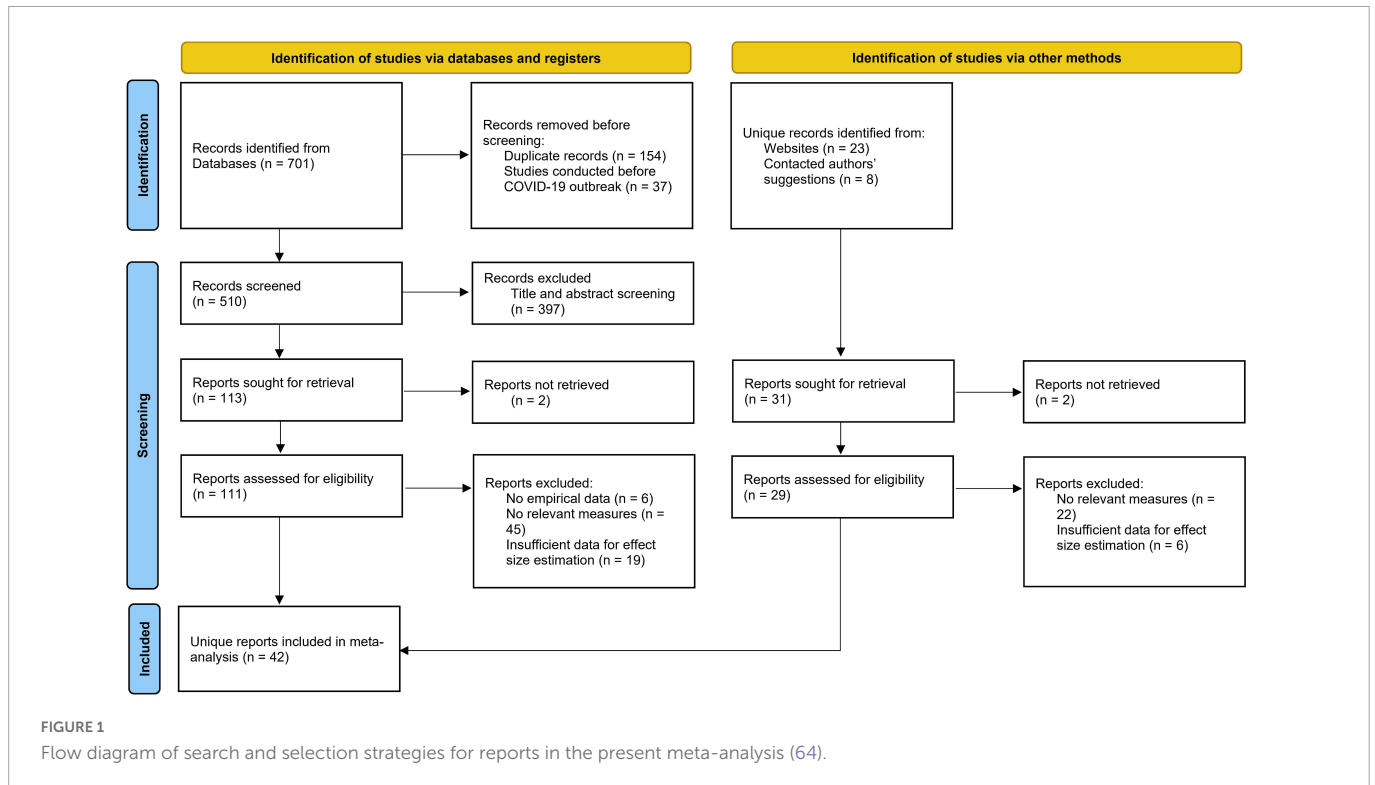 Identification of studies via databases and registers
Identification of studies via other methods
Identification
Records identified from
Databases (n = 701)
Records removed before
screening:
Duplicate records (n = 154)
Studies conducted before
COVID-19 outbreak (n = 37)
Unique records identified from:
Websites (n = 23)
Contacted authors'
suggestions (n = 8)
Screening
Records screened
(n = 510)
Records excluded
Title and abstract screening
(n = 397)
Reports sought for retrieval
(n = 113)
Reports not retrieved
(n = 2)
Reports sought for retrieval
(n = 31)
Reports not retrieved
(n = 2)
Reports assessed for eligibility
(n = 111)
Reports excluded:
No empirical data (n = 6)
No relevant measures (n =
45)
Insufficient data for effect
size estimation (n = 19)
Reports assessed for eligibility
(n = 29)
Reports excluded:
No relevant measures (n =
22)
Insufficient data for effect
size estimation (n = 6)
Included
Unique reports included in meta-
analysis (n = 42)
FIGURE 1
Flow diagram of search and selection strategies for reports in the present meta-analysis (64).